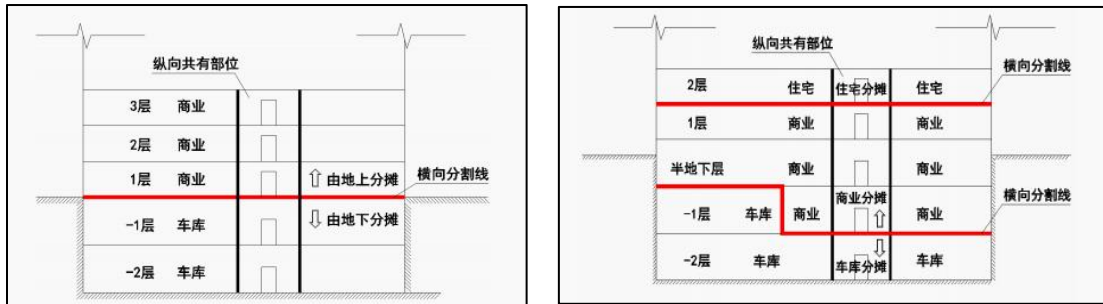 纵向共有部位
3层 商业
2层 商业
1层 商业
由地上分摊
横向分割线
-1层 车库
由地下分摊
-2层 车库
纵向共有部位
横向分割线
2层 住宅 住宅分摊 住宅
1层 商业 商业
半地下层 商业 商业
商业分摊
横向分割线
-1层 车库 商业 商业
-2层 车库 车库分摊 车库